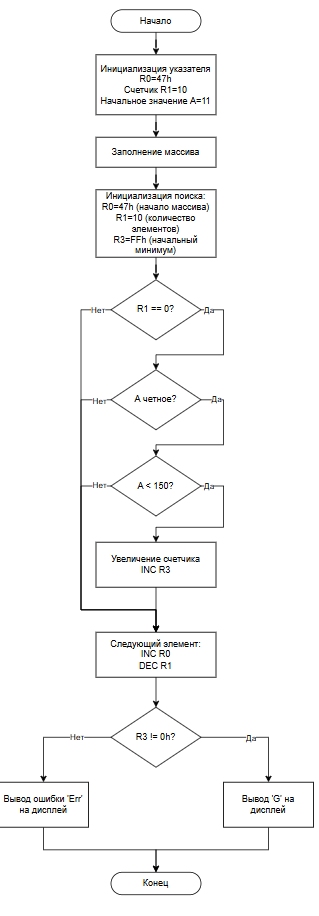 Начало
Инициализация указателя
R0=47h
Счетчик R1=10
Начальное значение A=11
Заполнение массива
Инициализация поиска:
R0=47h (начало массива)
R1=10 (количество
элементов)
R3=FFh (начальный
минимум)
R1 == 0?
Нет
Да
А четное?
Нет
Да
A < 150?
Нет
Да
Увеличение счетчика
INC R3
Следующий элемент:
INC R0
DEC R1
R3 != 0h?
Нет
Да
Вывод ошибки 'Err'
на дисплей
Вывод 'G' на
дисплей
Конец